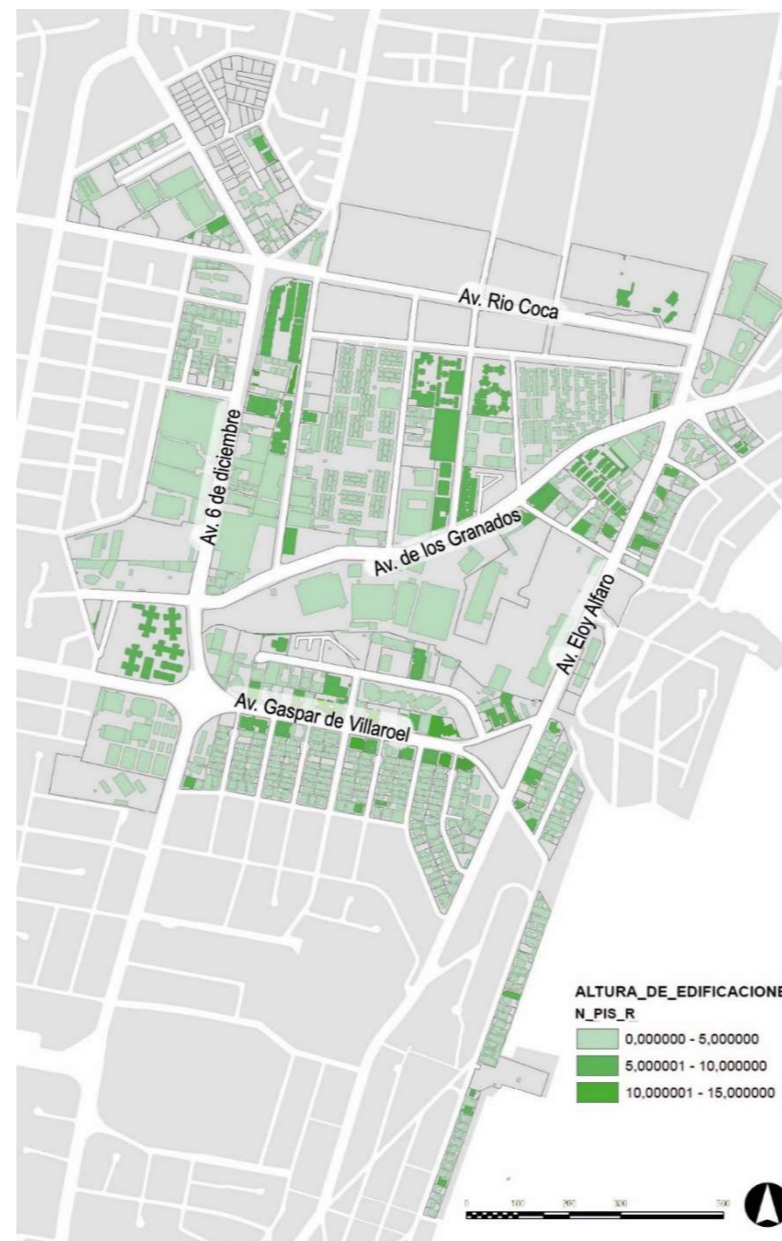 Av. Rio Coca
Av. 6 de diciembre
Av. de los Granados
Av. Eloy Alfaro
Av. Gaspar de Villaroel
ALTURA_DE_EDIFICACIONE
N_PIS_R
0,000000 - 5,000000
5,000001 - 10,000000
10,000001 - 15,000000
0 100 200 300 500